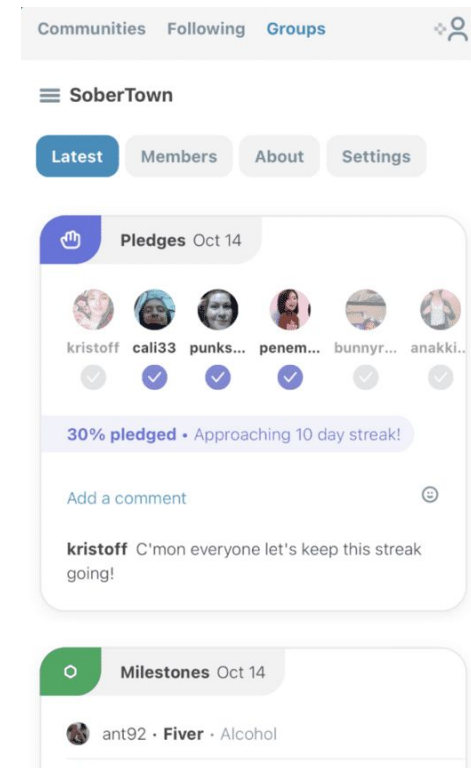 Communities Following Groups
SoberTown
Latest Members About Settings
Pledges Oct 14
kristoff cali33 punks... penem... bunnyr... anakki..
30% pledged • Approaching 10 day streak!
Add a comment
kristoff C'mon everyone let's keep this streak
going!
Milestones Oct 14
ant92 · Fiver · Alcohol